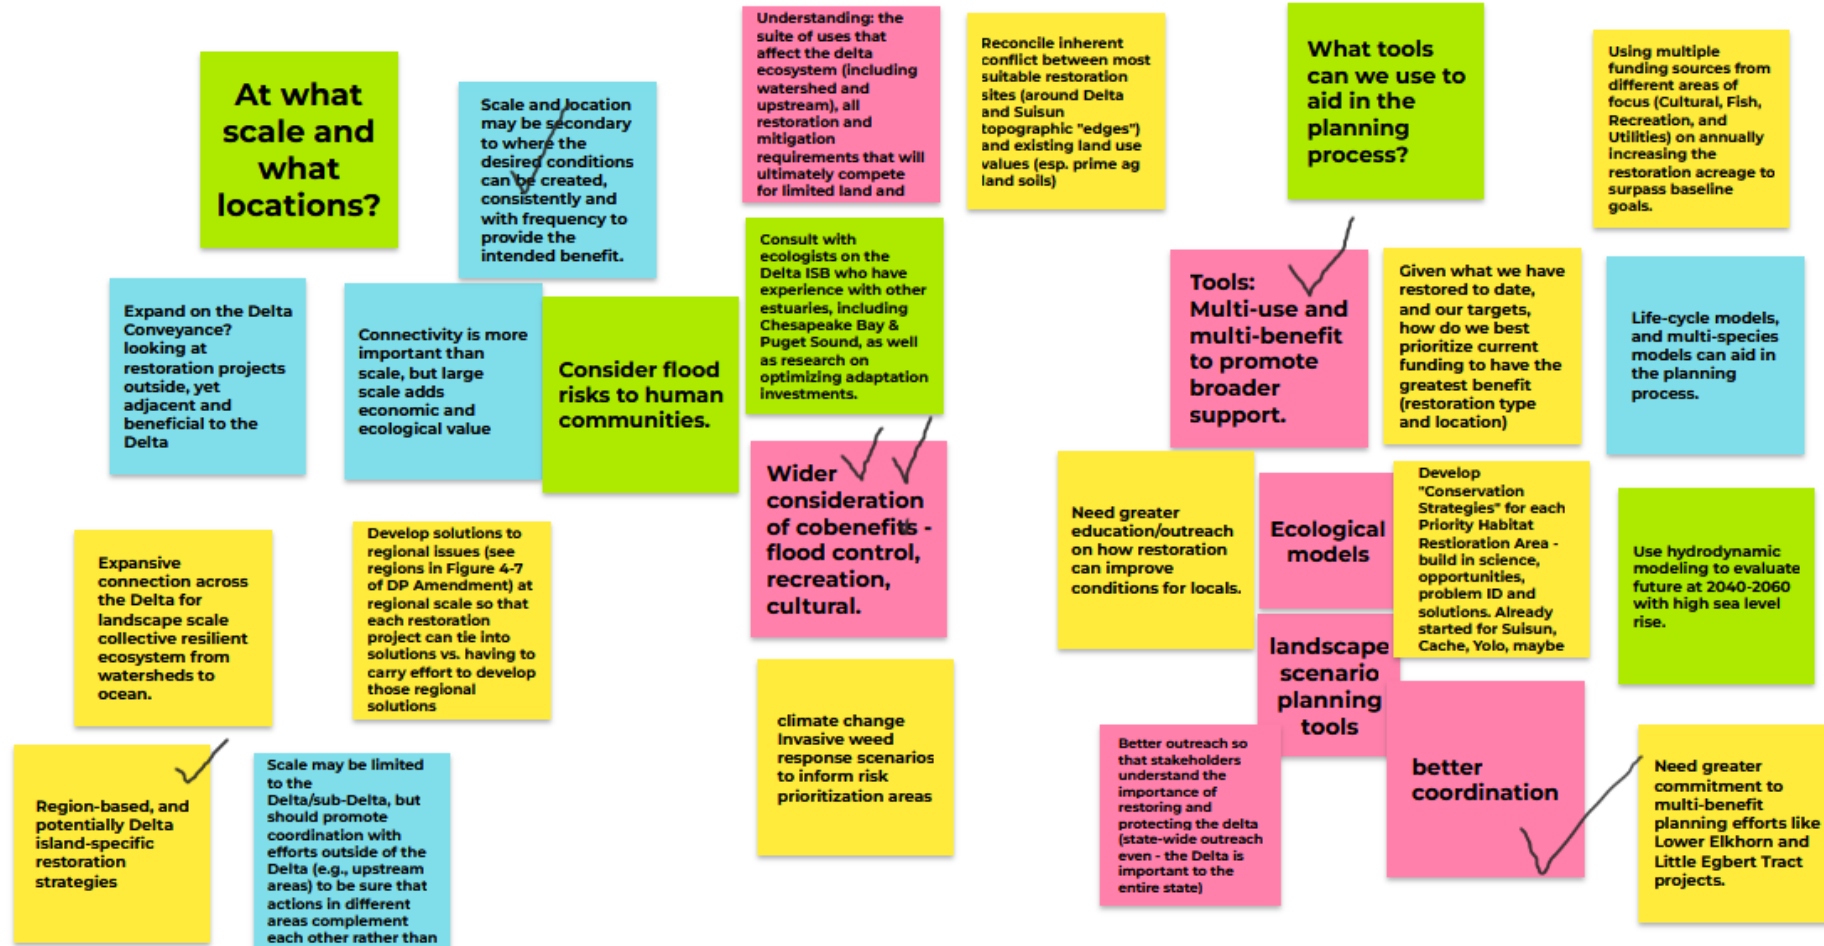 At what
scale and
what
locations?
Scale and location
may be secondary
to where the
desired conditions
can be created,
consistently and
with frequency to
provide the
intended benefit.
Understanding: the
suite of uses that
affect the delta
ecosystem (including
watershed and
upstream), all
restoration and
mitigation
requirements that will
ultimately compete
for limited land and
Reconcile inherent
conflict between most
suitable restoration
sites (around Delta
and Suisun
topographic "edges")
and existing land use
values (esp. prime ag
land soils)
Expand on the Delta
Conveyance?
looking at
restoration projects
outside, yet
adjacent and
beneficial to the
Delta
Connectivity is more
important than
scale, but large
scale adds
economic and
ecological value
Consider flood
risks to human
communities.
Consult with
ecologists on the
Delta ISB who have
experience with other
estuaries, including
Chesapeake Bay &
Puget Sound, as well
as research on
optimizing adaptation
investments.
Wider
consideration
of cobenefits -
flood control,
recreation,
cultural.
Expansive
connection across
the Delta for
landscape scale
collective resilient
ecosystem from
watersheds to
ocean.
Develop solutions to
regional issues (see
regions in Figure 4-7
of DP Amendment) at
regional scale so that
each restoration
project can tie into
solutions vs. having to
carry effort to develop
those regional
solutions
climate change
Invasive weed
response scenarios
to inform risk
prioritization areas
Region-based, and
potentially Delta
island-specific
restoration
strategies
Scale may be limited
to the
Delta/sub-Delta, but
should promote
coordination with
efforts outside of the
Delta (e.g., upstream
areas) to be sure that
actions in different
areas complement
each other rather than
What tools
can we use to
aid in the
planning
process?
Using multiple
funding sources from
different areas of
focus (Cultural, Fish,
Recreation, and
Utilities) on annually
increasing the
restoration acreage to
surpass baseline
goals.
Tools:
Multi-use and
multi-benefit
to promote
broader
support.
Given what we have
restored to date,
and our targets,
how do we best
prioritize current
funding to have the
greatest benefit
(restoration type
and location)
Life-cycle models,
and multi-species
models can aid in
the planning
process.
Need greater
education/outreach
on how restoration
can improve
conditions for locals.
Ecological
models
Develop
"Conservation
Strategies" for each
Priority Habitat
Restioration Area -
build in science,
opportunities,
problem ID and
solutions. Already
started for Suisun,
Cache, Yolo, maybe
Use hydrodynamic
modeling to evaluate
future at 2040-2060
with high sea level
rise.
landscape
scenario
planning
tools
Better outreach so
that stakeholders
understand the
importance of
restoring and
protecting the delta
(state-wide outreach
even - the Delta is
important to the
entire state)
better
coordination
Need greater
commitment to
multi-benefit
planning efforts like
Lower Elkhorn and
Little Egbert Tract
projects.